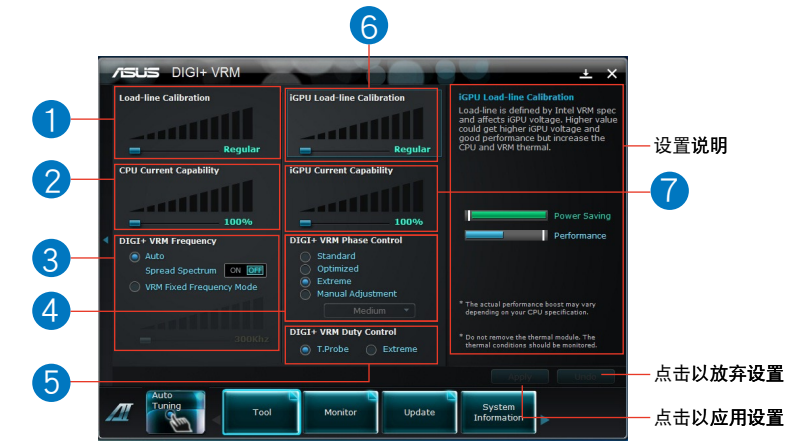 6
ASUS DIGI+ VRM
1
Load-line Calibration
Regular
iGPU Load-line Calibration
Regular
iGPU Load-line Calibration
Load-line is defined by Intel VRM spec
and affects iGPU voltage. Higher value
could get higher iGPU voltage and
good performance but increase the
CPU and VRM thermal.
设置说明
2
CPU Current Capability
100%
iGPU Current Capability
100%
7
Power Saving
Performance
3
DIGI+ VRM Frequency
Auto
Spread Spectrum ON OFF
VRM Fixed Frequency Mode
300Khz
4
DIGI+ VRM Phase Control
Standard
Optimized
Extreme
Manual Adjustment
Medium
* The actual performance boost may vary
depending on your CPU specification.
* Do not remove the thermal module. The
thermal conditions should be monitored.
5
DIGI+ VRM Duty Control
T.Probe Extreme
Apply Undo
点击以放弃设置
Auto
Tuning
Tool
Monitor
Update
System
Information
点击以应用设置